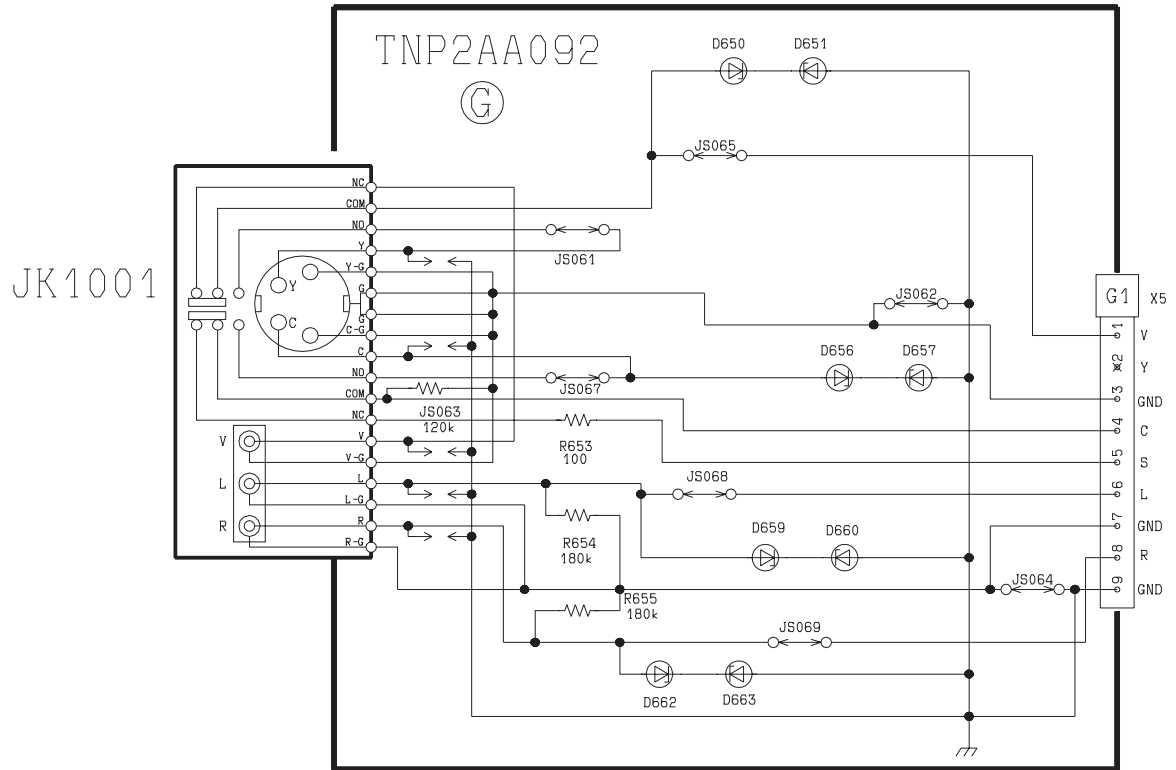 TNP2AA092
G
D650
D651
JS065
JK1001
NC
COM
NO
Y
Y-G
G
G
C-G
C
NO
COM
NC
V
V-G
L
L-G
R
R-G
Y
C
V
L
R
JS061
JS062
D656
D657
JS067
JS063
120k
R653
100
JS068
R654
180k
D659
D660
R655
180k
JS064
JS069
D662
D663
G1
X5
1 V
2 Y
3 GND
4 C
5 S
6 L
7 GND
8 R
9 GND